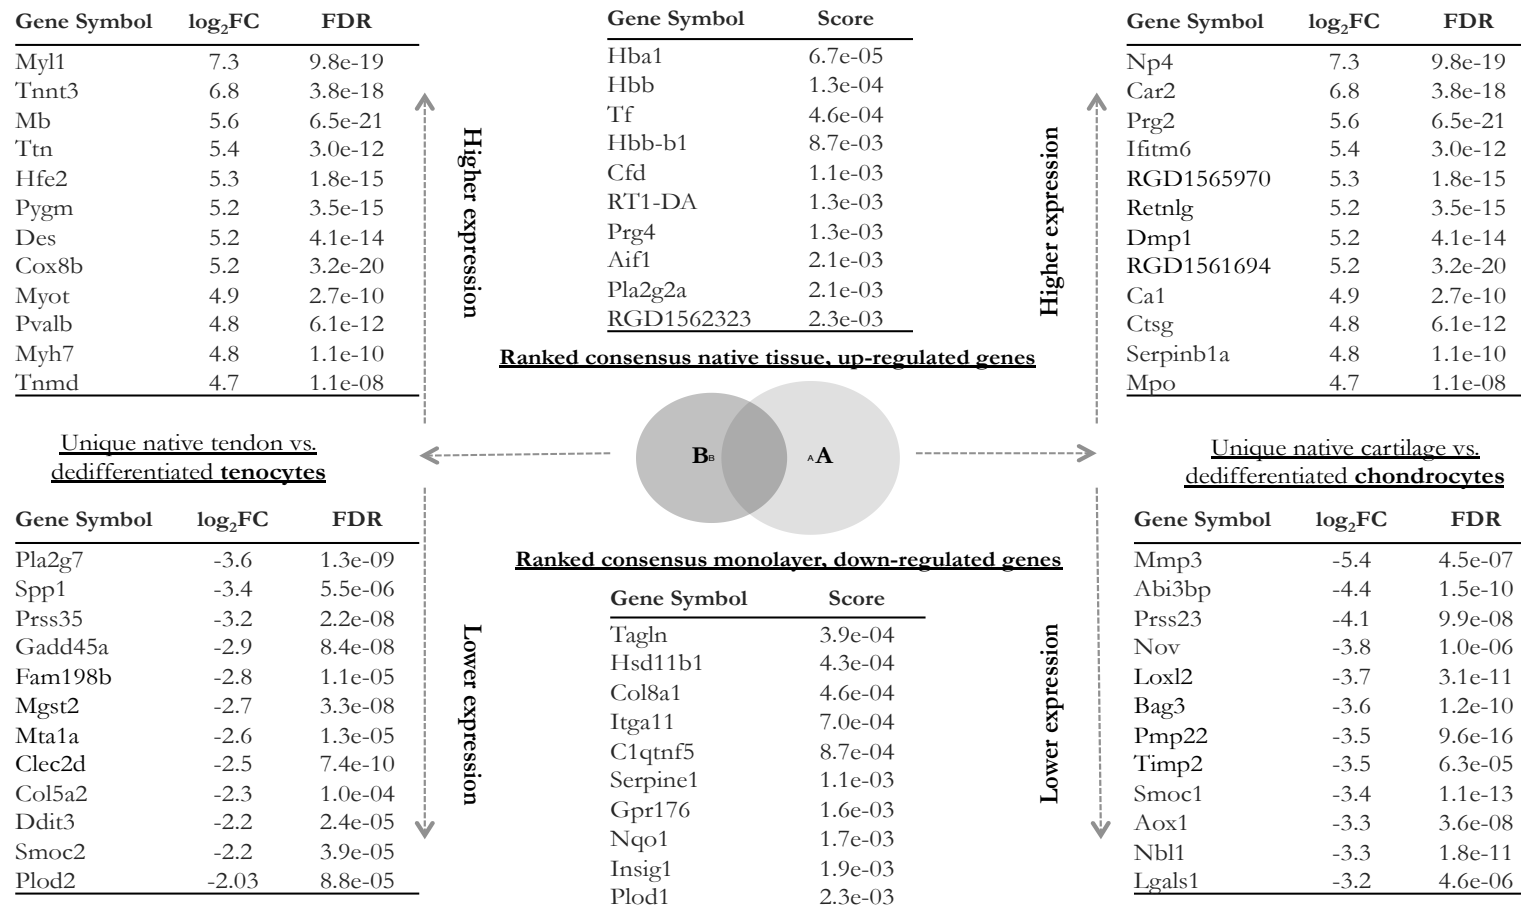 Gene Symbol log2FC FDR
Myl1 7.3 9.8e-19
Tnnt3 6.8 3.8e-18
Mb 5.6 6.5e-21
Ttn 5.4 3.0e-12
Hfe2 5.3 1.8e-15
Pygm 5.2 3.5e-15
Des 5.2 4.1e-14
Cox8b 5.2 3.2e-20
Myot 4.9 2.7e-10
Pvalb 4.8 6.1e-12
Myh7 4.8 1.1e-10
Tnmd 4.7 1.1e-08
Higher expression
Unique native tendon vs.
dedifferentiated tenocytes
Gene Symbol log2FC FDR
Pla2g7 -3.6 1.3e-09
Spp1 -3.4 5.5e-06
Prss35 -3.2 2.2e-08
Gadd45a -2.9 8.4e-08
Fam198b -2.8 1.1e-05
Mgst2 -2.7 3.3e-08
Mta1a -2.6 1.3e-05
Clec2d -2.5 7.4e-10
Col5a2 -2.3 1.0e-04
Ddit3 -2.2 2.4e-05
Smoc2 -2.2 3.9e-05
Plod2 -2.03 8.8e-05
Lower expression
Gene Symbol Score
Hba1 6.7e-05
Hbb 1.3e-04
Tf 4.6e-04
Hbb-b1 8.7e-03
Cfd 1.1e-03
RT1-DA 1.3e-03
Prg4 1.3e-03
Aif1 2.1e-03
Pla2g2a 2.1e-03
RGD1562323 2.3e-03
Ranked consensus native tissue, up-regulated genes
B B A A
Ranked consensus monolayer, down-regulated genes
Gene Symbol Score
Tagln 3.9e-04
Hsd11b1 4.3e-04
Col8a1 4.6e-04
Itga11 7.0e-04
C1qtnf5 8.7e-04
Serpine1 1.1e-03
Gpr176 1.6e-03
Nqo1 1.7e-03
Insig1 1.9e-03
Plod1 2.3e-03
Higher expression
Gene Symbol log2FC FDR
Np4 7.3 9.8e-19
Car2 6.8 3.8e-18
Prg2 5.6 6.5e-21
Ifitm6 5.4 3.0e-12
RGD1565970 5.3 1.8e-15
Retnlg 5.2 3.5e-15
Dmp1 5.2 4.1e-14
RGD1561694 5.2 3.2e-20
Ca1 4.9 2.7e-10
Ctsg 4.8 6.1e-12
Serpinb1a 4.8 1.1e-10
Mpo 4.7 1.1e-08
Unique native cartilage vs.
dedifferentiated chondrocytes
Lower expression
Gene Symbol log2FC FDR
Mmp3 -5.4 4.5e-07
Abi3bp -4.4 1.5e-10
Prss23 -4.1 9.9e-08
Nov -3.8 1.0e-06
Loxl2 -3.7 3.1e-11
Bag3 -3.6 1.2e-10
Pmp22 -3.5 9.6e-16
Timp2 -3.5 6.3e-05
Smoc1 -3.4 1.1e-13
Aox1 -3.3 3.6e-08
Nbl1 -3.3 1.8e-11
Lgals1 -3.2 4.6e-06